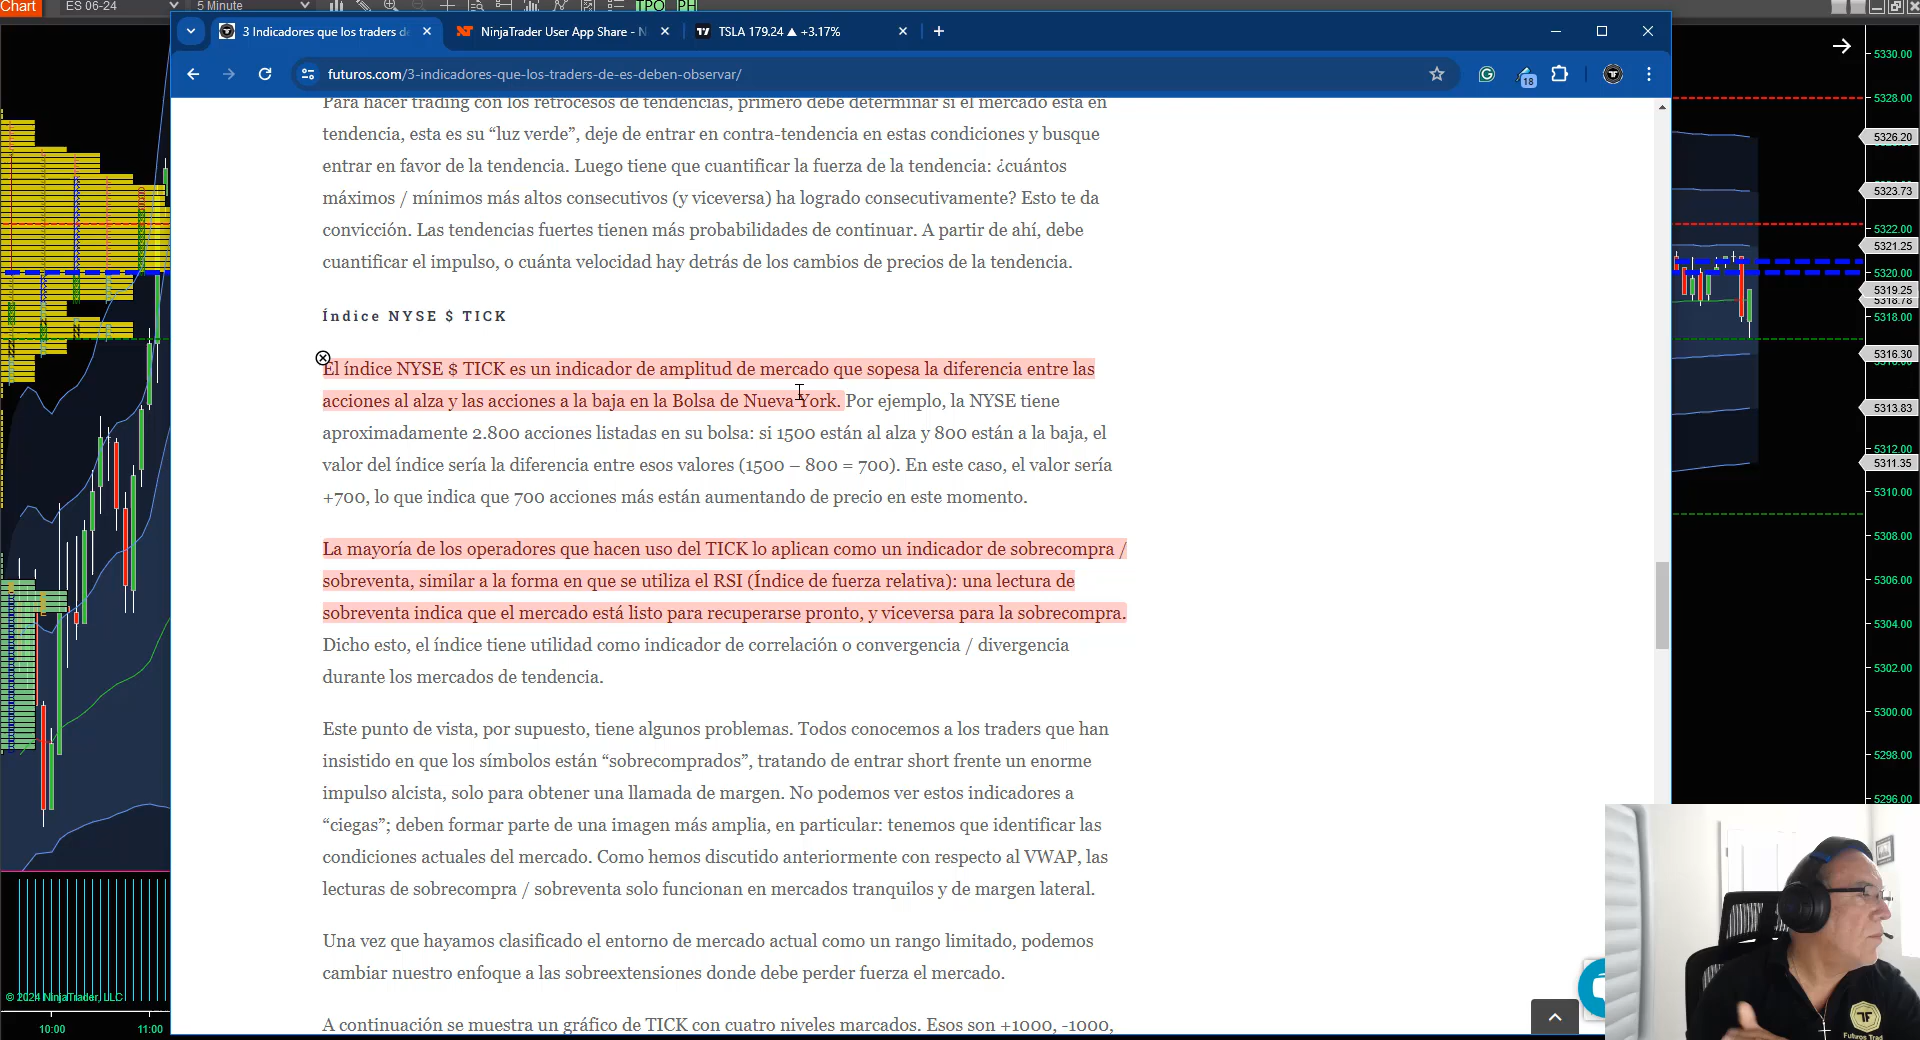 Chart
ES 06-24
5 Minute
TPO
PH
3 Indicadores que los traders de
NinjaTrader User App Share - N
TSLA 179.24 ▲ +3.17%
futuros.com/3-indicadores-que-los-traders-de-es-deben-observar/
18
Para hacer trading con los retrocesos de tendencias, primero debe determinar si el mercado está en
tendencia, esta es su “luz verde”, deje de entrar en contra-tendencia en estas condiciones y busque
entrar en favor de la tendencia. Luego tiene que cuantificar la fuerza de la tendencia: ¿cuántos
máximos / mínimos más altos consecutivos (y viceversa) ha logrado consecutivamente? Esto te da
convicción. Las tendencias fuertes tienen más probabilidades de continuar. A partir de ahí, debe
cuantificar el impulso, o cuánta velocidad hay detrás de los cambios de precios de la tendencia.
Índice NYSE $ TICK
El índice NYSE $ TICK es un indicador de amplitud de mercado que sopesa la diferencia entre las
acciones al alza y las acciones a la baja en la Bolsa de Nueva York. Por ejemplo, la NYSE tiene
aproximadamente 2.800 acciones listadas en su bolsa: si 1500 están al alza y 800 están a la baja, el
valor del índice sería la diferencia entre esos valores (1500 – 800 = 700). En este caso, el valor sería
+700, lo que indica que 700 acciones más están aumentando de precio en este momento.
La mayoría de los operadores que hacen uso del TICK lo aplican como un indicador de sobrecompra /
sobreventa, similar a la forma en que se utiliza el RSI (Índice de fuerza relativa): una lectura de
sobreventa indica que el mercado está listo para recuperarse pronto, y viceversa para la sobrecompra.
Dicho esto, el índice tiene utilidad como indicador de correlación o convergencia / divergencia
durante los mercados de tendencia.
Este punto de vista, por supuesto, tiene algunos problemas. Todos conocemos a los traders que han
insistido en que los símbolos están “sobrecomprados”, tratando de entrar short frente un enorme
impulso alcista, solo para obtener una llamada de margen. No podemos ver estos indicadores a
“ciegas”; deben formar parte de una imagen más amplia, en particular: tenemos que identificar las
condiciones actuales del mercado. Como hemos discutido anteriormente con respecto al VWAP, las
lecturas de sobrecompra / sobreventa solo funcionan en mercados tranquilos y de margen lateral.
Una vez que hayamos clasificado el entorno de mercado actual como un rango limitado, podemos
cambiar nuestro enfoque a las sobreextensiones donde debe perder fuerza el mercado.
A continuación se muestra un gráfico de TICK con cuatro niveles marcados. Esos son +1000, -1000,
5330.00
5328.00
5326.20
5323.73
5322.00
5321.25
5320.00
5319.25
5318.78
5318.00
5316.30
5313.83
5312.00
5311.35
5310.00
5308.00
5306.00
5304.00
5302.00
5300.00
5298.00
5296.00
© 2024 NinjaTrader, LLC
10:00
11:00
TF
Futuros Trad